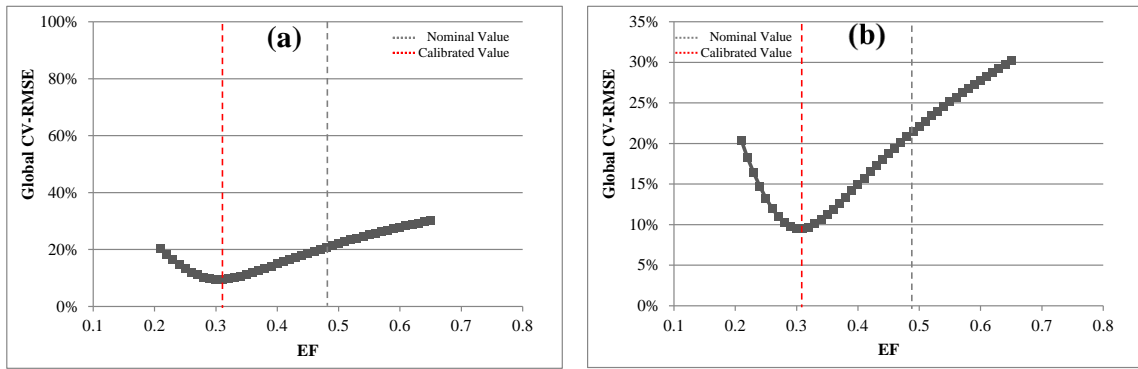 (a)
Nominal Value
Calibrated Value
Global CV-RMSE
100%
80%
60%
40%
20%
0%
0.1 0.2 0.3 0.4 0.5 0.6 0.7 0.8
EF
(b)
Nominal Value
Calibrated Value
Global CV-RMSE
35%
30%
25%
20%
15%
10%
5%
0%
0.1 0.2 0.3 0.4 0.5 0.6 0.7 0.8
EF